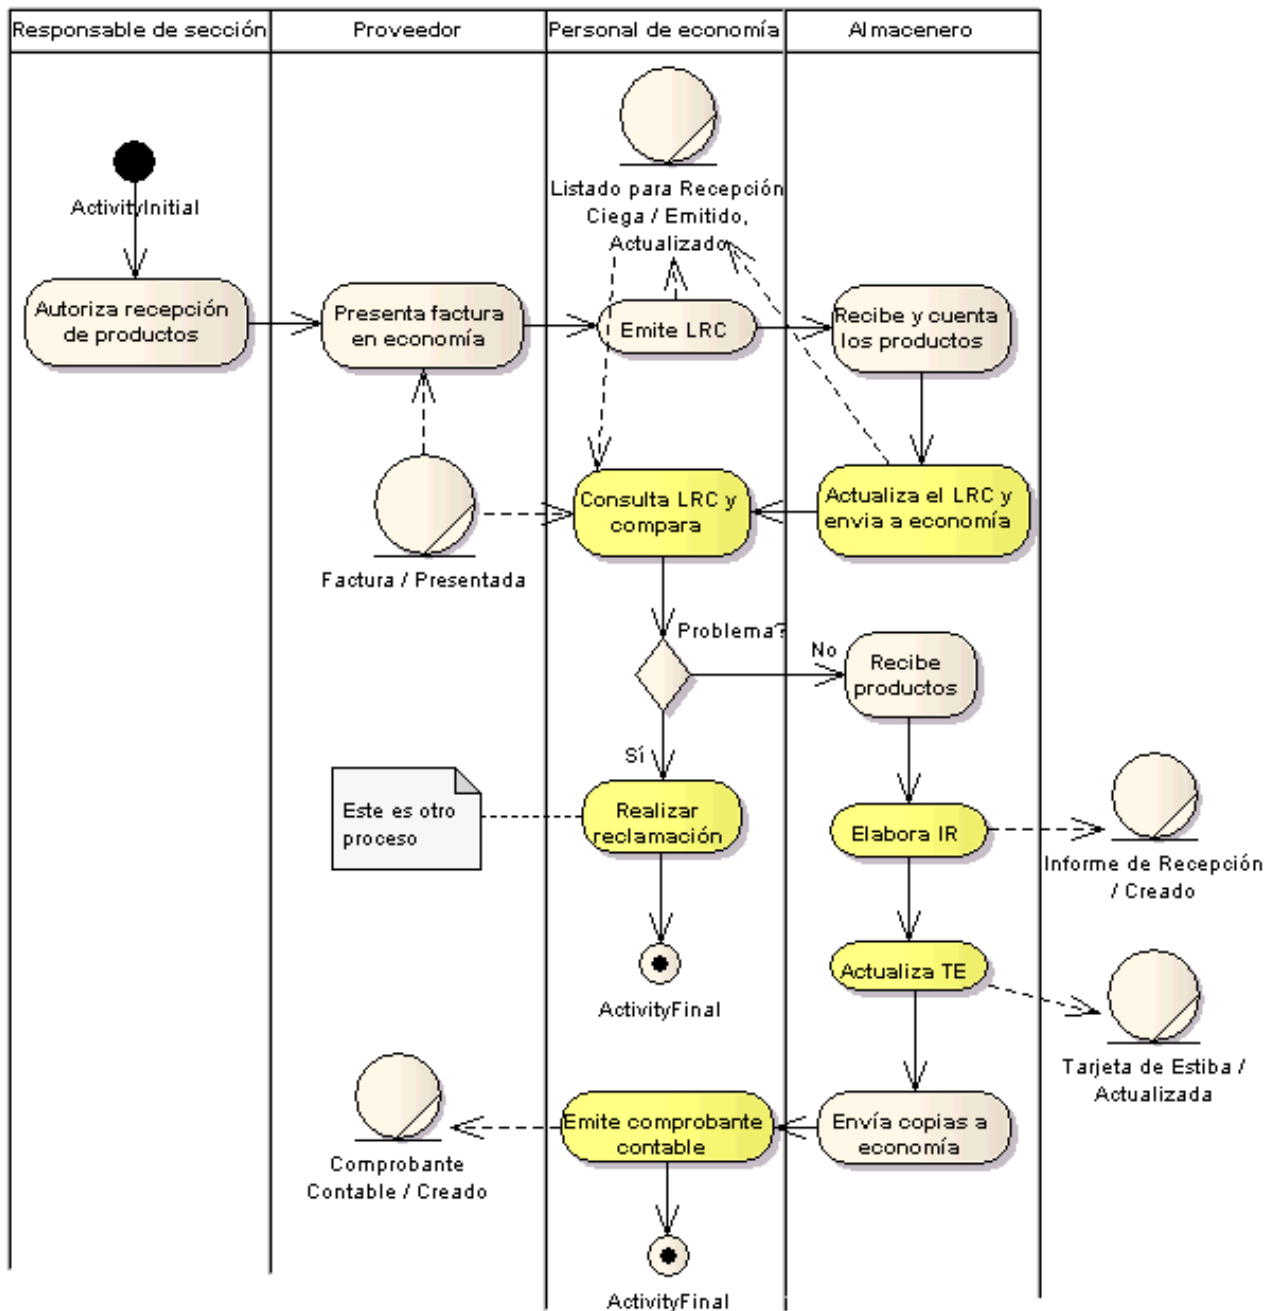 Responsable de sección
Proveedor
Personal de economía
Almacenero
Listado para Recepción
Ciega / Emitido,
Actualizado
ActivityInitial
Autoriza recepción
de productos
Presenta factura
en economía
Emite LRC
Recibe y cuenta
los productos
Consulta LRC y
compara
Actualiza el LRC y
envia a economía
Factura / Presentada
Problema?
No
Recibe
productos
Sí
Este es otro
proceso
Realizar
reclamación
Elabora IR
Informe de Recepción
/ Creado
Actualiza TE
ActivityFinal
Tarjeta de Estiba /
Actualizada
Emite comprobante
contable
Envía copias a
economía
Comprobante
Contable / Creado
ActivityFinal